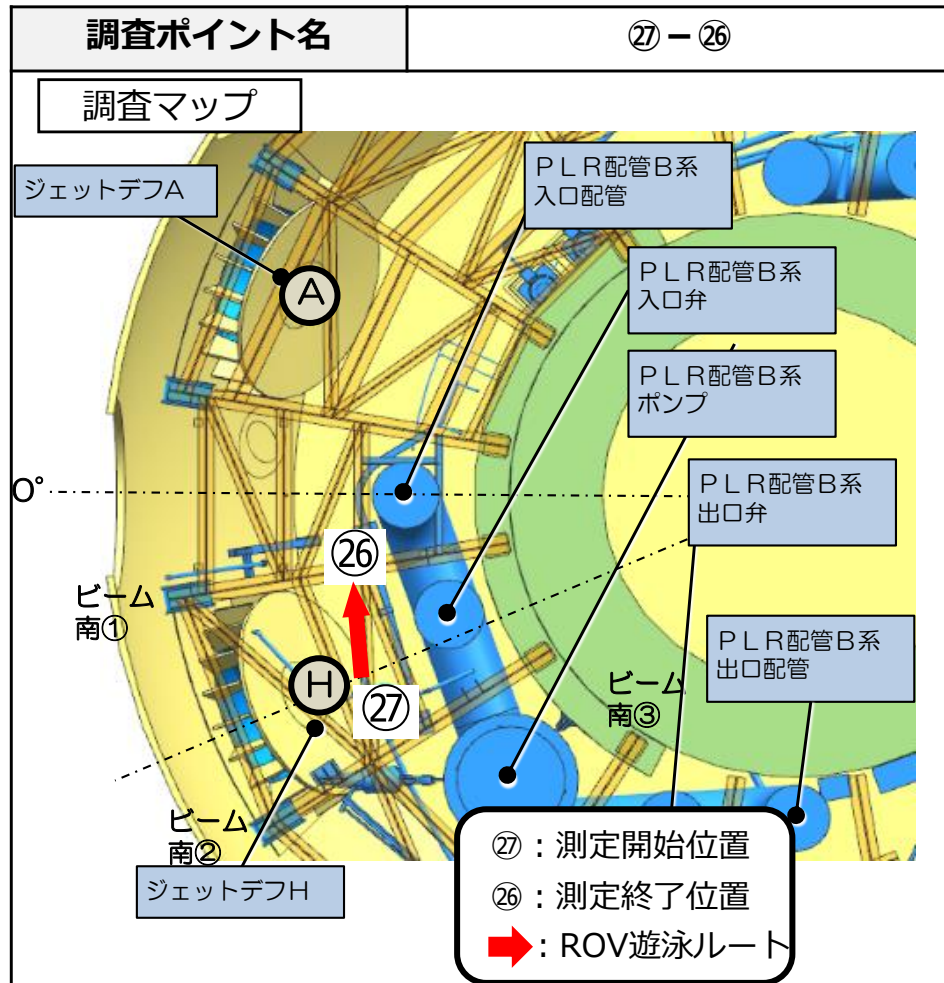 調査ポイント名
㉗ー㉖
調査マップ
ジェットデフA
PLR配管B系
入口配管
A
PLR配管B系
入口弁
PLR配管B系
ポンプ
0°
PLR配管B系
出口弁
㉖
ビーム
南①
PLR配管B系
出口配管
H
㉗
ビーム
南③
ビーム
南②
ジェットデフH
㉗：測定開始位置
㉖：測定終了位置
：ROV遊泳ルート